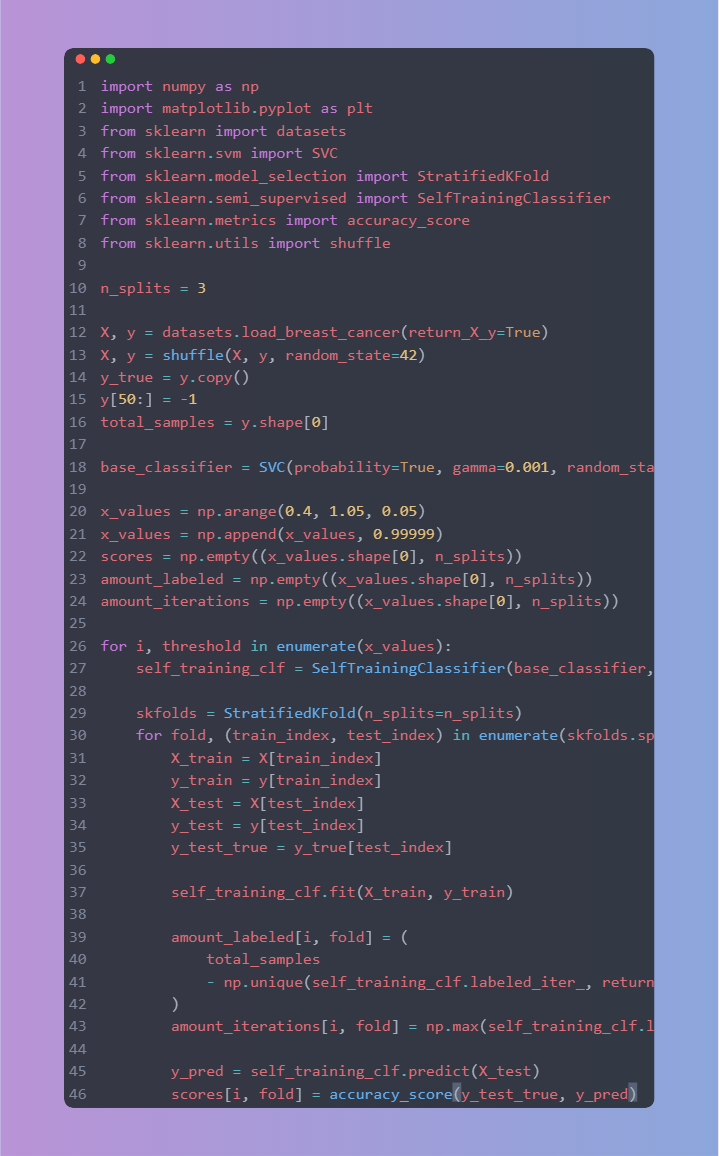 1 import numpy as np
2 import matplotlib.pyplot as plt
3 from sklearn import datasets
4 from sklearn.svm import SVC
5 from sklearn.model_selection import StratifiedKFold
6 from sklearn.semi_supervised import SelfTrainingClassifier
7 from sklearn.metrics import accuracy_score
8 from sklearn.utils import shuffle
9
10 n_splits = 3
11
12 X, y = datasets.load_breast_cancer(return_X_y=True)
13 X, y = shuffle(X, y, random_state=42)
14 y_true = y.copy()
15 y[50:] = -1
16 total_samples = y.shape[0]
17
18 base_classifier = SVC(probability=True, gamma=0.001, random_sta
19
20 x_values = np.arange(0.4, 1.05, 0.05)
21 x_values = np.append(x_values, 0.99999)
22 scores = np.empty((x_values.shape[0], n_splits))
23 amount_labeled = np.empty((x_values.shape[0], n_splits))
24 amount_iterations = np.empty((x_values.shape[0], n_splits))
25
26 for i, threshold in enumerate(x_values):
27     self_training_clf = SelfTrainingClassifier(base_classifier,
28
29     skfolds = StratifiedKFold(n_splits=n_splits)
30     for fold, (train_index, test_index) in enumerate(skfolds.sp
31         X_train = X[train_index]
32         y_train = y[train_index]
33         X_test = X[test_index]
34         y_test = y[test_index]
35         y_test_true = y_true[test_index]
36
37         self_training_clf.fit(X_train, y_train)
38
39         amount_labeled[i, fold] = (
40             total_samples
41             - np.unique(self_training_clf.labeled_iter_, return
42         )
43         amount_iterations[i, fold] = np.max(self_training_clf.l
44
45         y_pred = self_training_clf.predict(X_test)
46         scores[i, fold] = accuracy_score(y_test_true, y_pred)